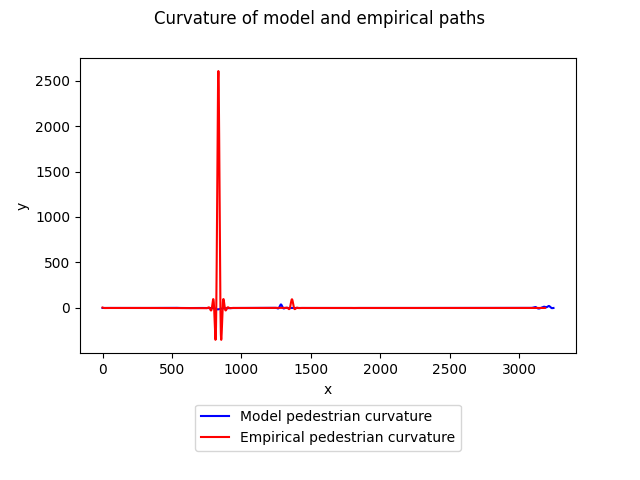 Curvature of model and empirical paths
2500
2000
1500
1000
500
0
y
0 500 1000 1500 2000 2500 3000
x
Model pedestrian curvature
Empirical pedestrian curvature